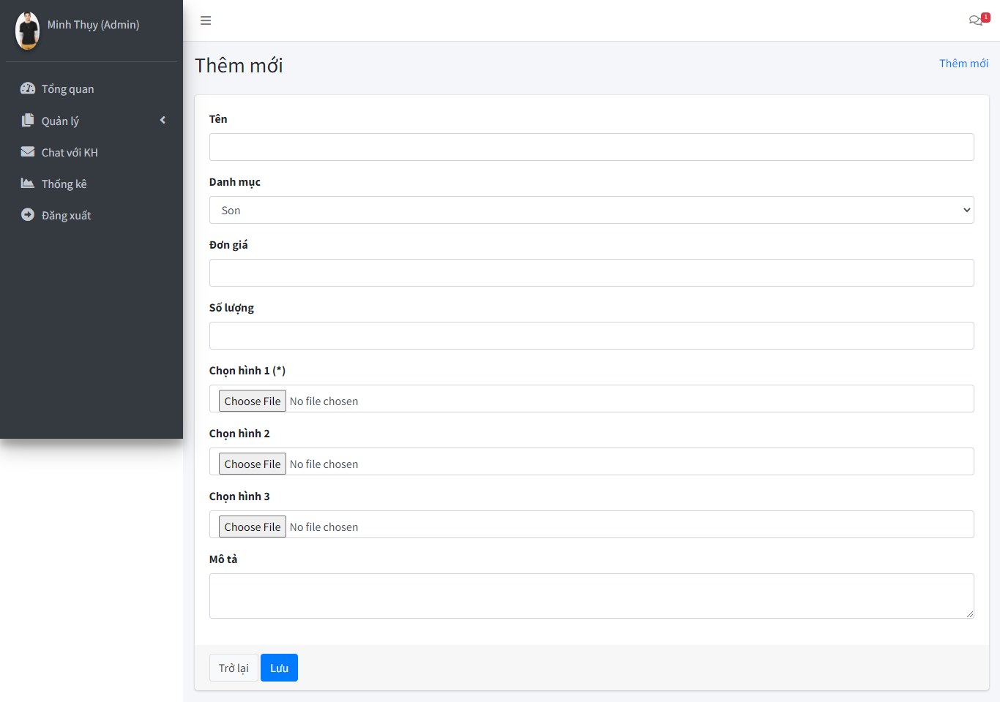 Minh Thụy (Admin)
1
Tổng quan
Quản lý
Chat với KH
Thống kê
Đăng xuất
Thêm mới
Thêm mới
Tên
Danh mục
Son
Đơn giá
Số lượng
Chọn hình 1 (*)
Choose File No file chosen
Chọn hình 2
Choose File No file chosen
Chọn hình 3
Choose File No file chosen
Mô tả
Trở lại Lưu